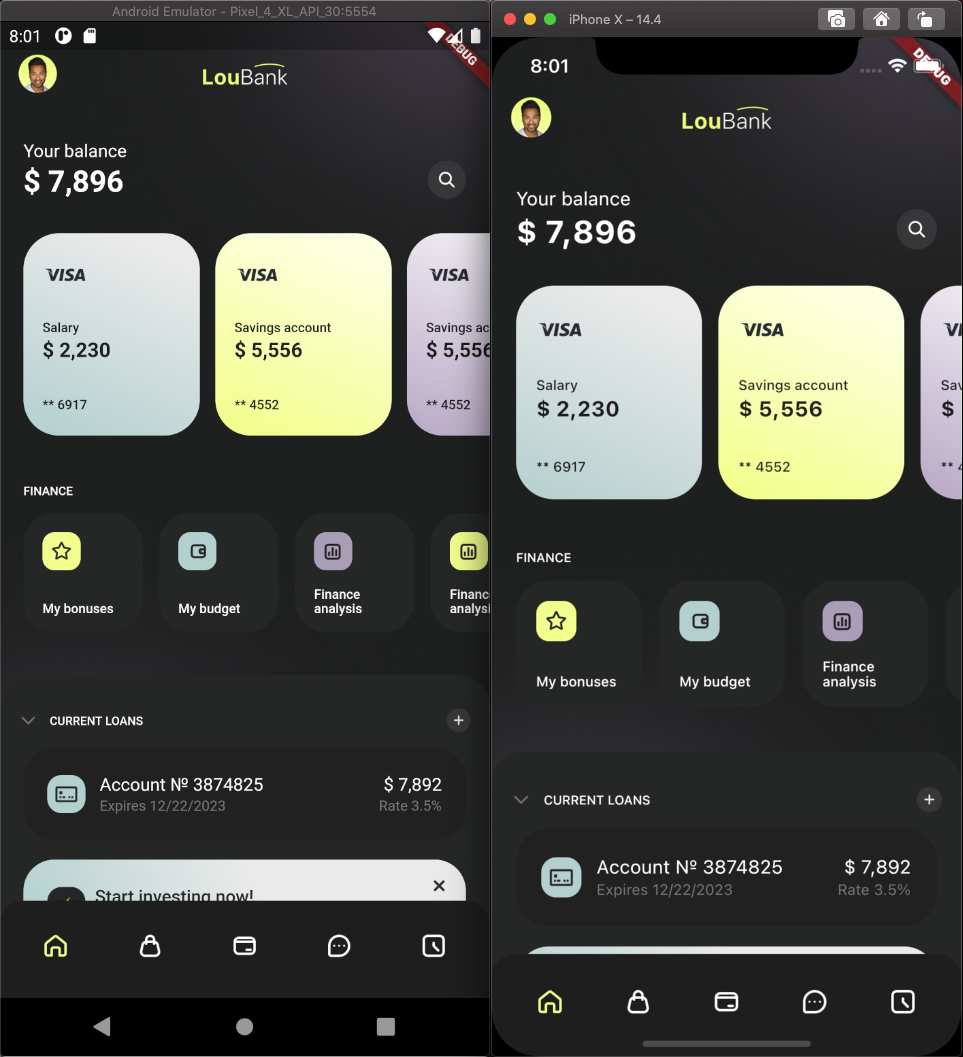 Android Emulator - Pixel_4_XL_API_30:5554
8:01
DEBUG
LouBank
Your balance
$ 7,896
VISA
Salary
$ 2,230
** 6917
VISA
Savings account
$ 5,556
** 4552
VISA
Savings ac
$ 5,556
** 4552
FINANCE
My bonuses
My budget
Finance
analysis
Financ
analysi
CURRENT LOANS
Account № 3874825
$ 7,892
Expires 12/22/2023
Rate 3.5%
Start investing now!
iPhone X – 14.4
8:01
DEBUG
LouBank
Your balance
$ 7,896
VISA
Salary
$ 2,230
** 6917
VISA
Savings account
$ 5,556
** 4552
VI
Sav
$
** 4
FINANCE
My bonuses
My budget
Finance
analysis
CURRENT LOANS
Account № 3874825
$ 7,892
Expires 12/22/2023
Rate 3.5%